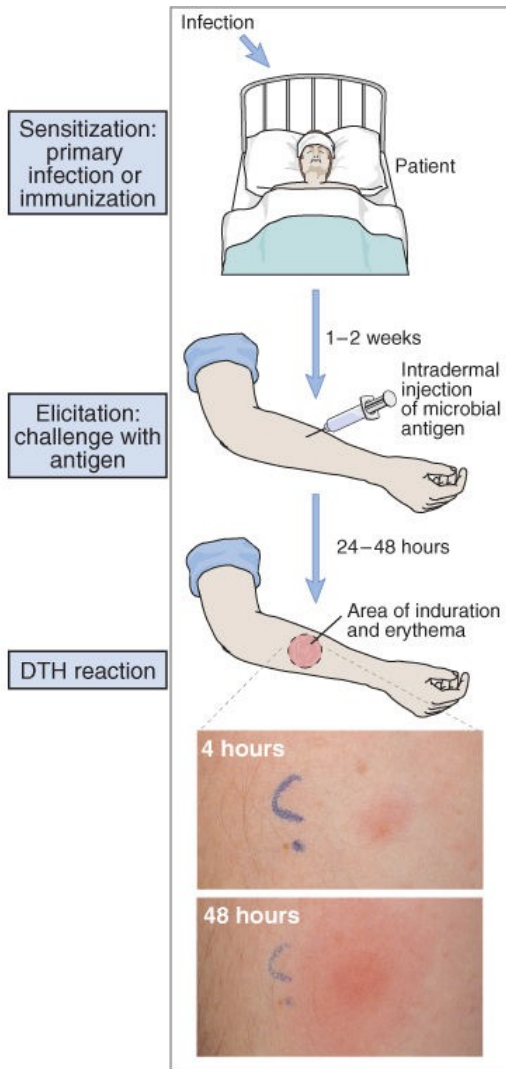 Infection
Sensitization:
primary
infection or
immunization
Patient
1–2 weeks
Intradermal
injection
of microbial
antigen
Elicitation:
challenge with
antigen
24–48 hours
Area of induration
and erythema
DTH reaction
4 hours
48 hours